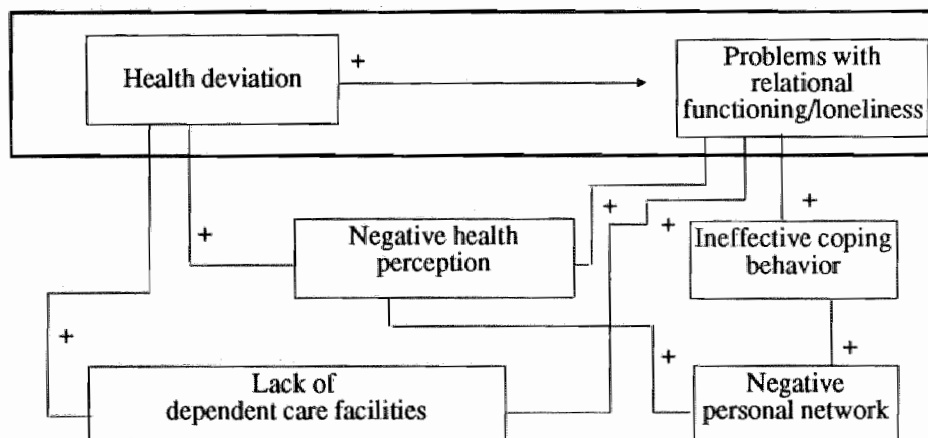 Health deviation
+
Problems with
relational
functioning/loneliness
+
Negative health
perception
+
+
+
Ineffective coping
behavior
+
Lack of
dependent care facilities
+
+
Negative
personal network